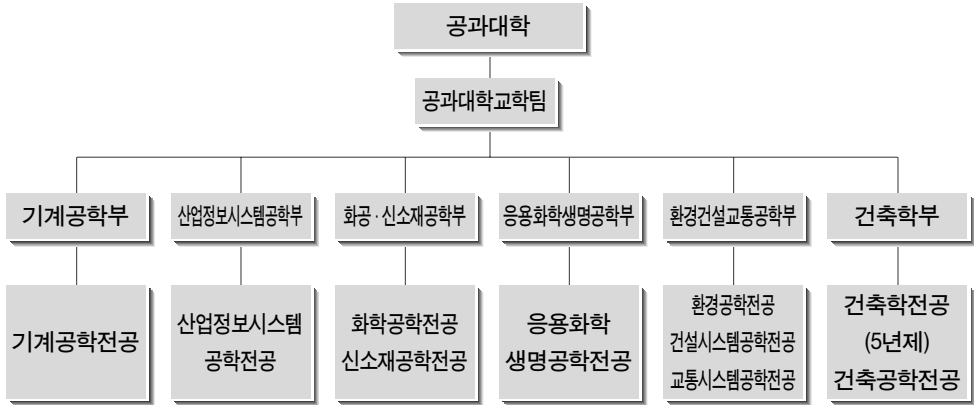 공과대학
공과대학교학팀
기계공학부
산업정보시스템공학부
화공·신소재공학부
응용화학생명공학부
환경건설교통공학부
건축학부
기계공학전공
산업정보시스템
공학전공
화학공학전공
신소재공학전공
응용화학
생명공학전공
환경공학전공
건설시스템공학전공
교통시스템공학전공
건축학전공
(5년제)
건축공학전공